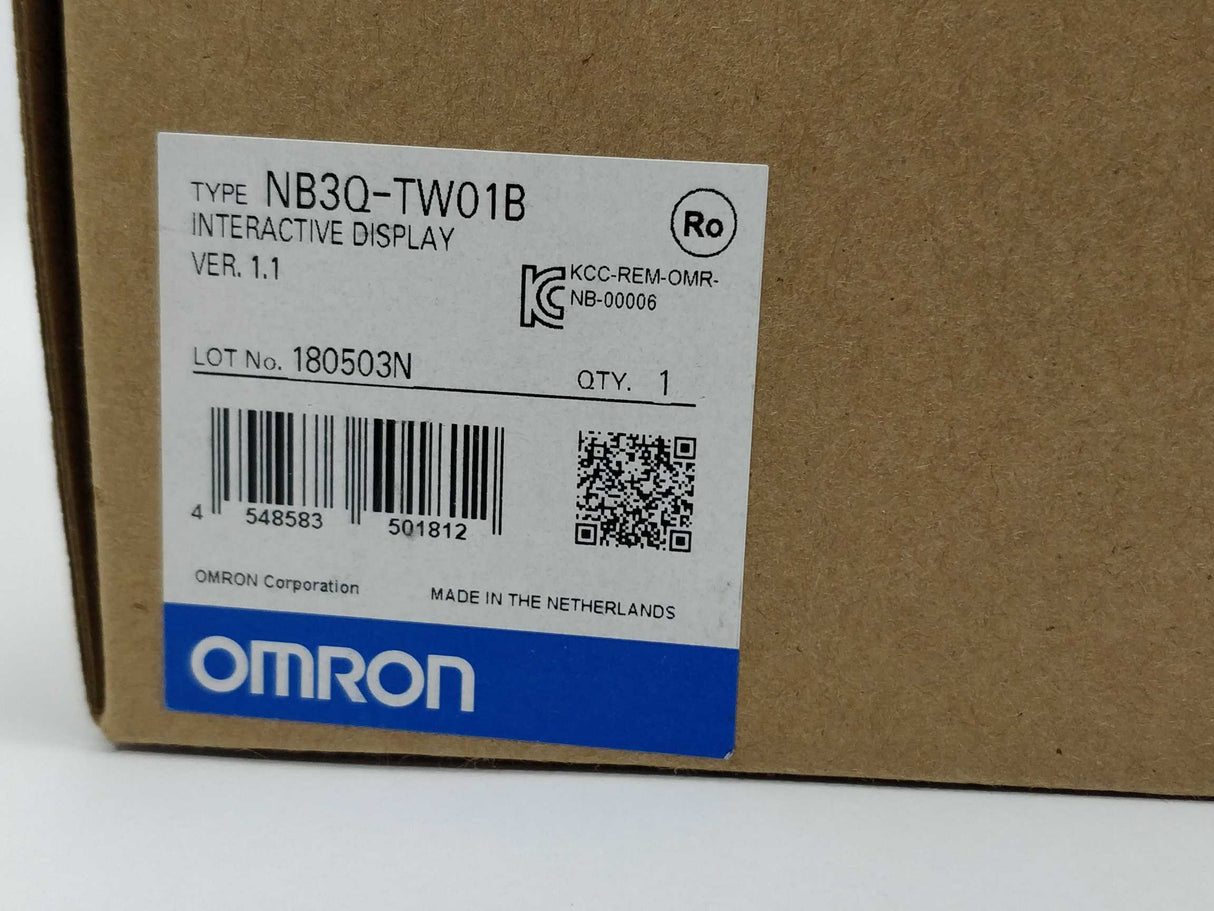 TYPE NB3Q-TW01B
INTERACTIVE DISPLAY
VER. 1.1
Ro
KCC-REM-OMR-
NB-00006
LOT No. 180503N
QTY. 1
4 548583 501812
OMRON Corporation
MADE IN THE NETHERLANDS
OMRON